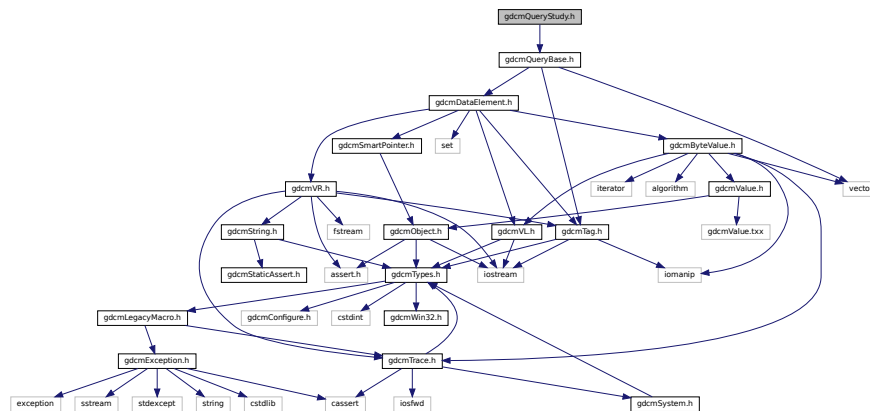 gdcmQueryStudy.h
gdcmQueryBase.h
gdcmDataElement.h
gdcmSmartPointer.h
set
gdcmByteValue.h
gdcmVR.h
iterator
algorithm
gdcmValue.h
vecto
gdcmString.h
fstream
gdcmObject.h
gdcmVL.h
gdcmTag.h
gdcmValue.txx
gdcmStaticAssert.h
assert.h
gdcmTypes.h
iostream
iomanip
gdcmLegacyMacro.h
gdcmConfigure.h
cstdint
gdcmWin32.h
gdcmException.h
gdcmTrace.h
exception
sstream
stdexcept
string
cstdlib
cassert
iosfwd
gdcmSystem.h